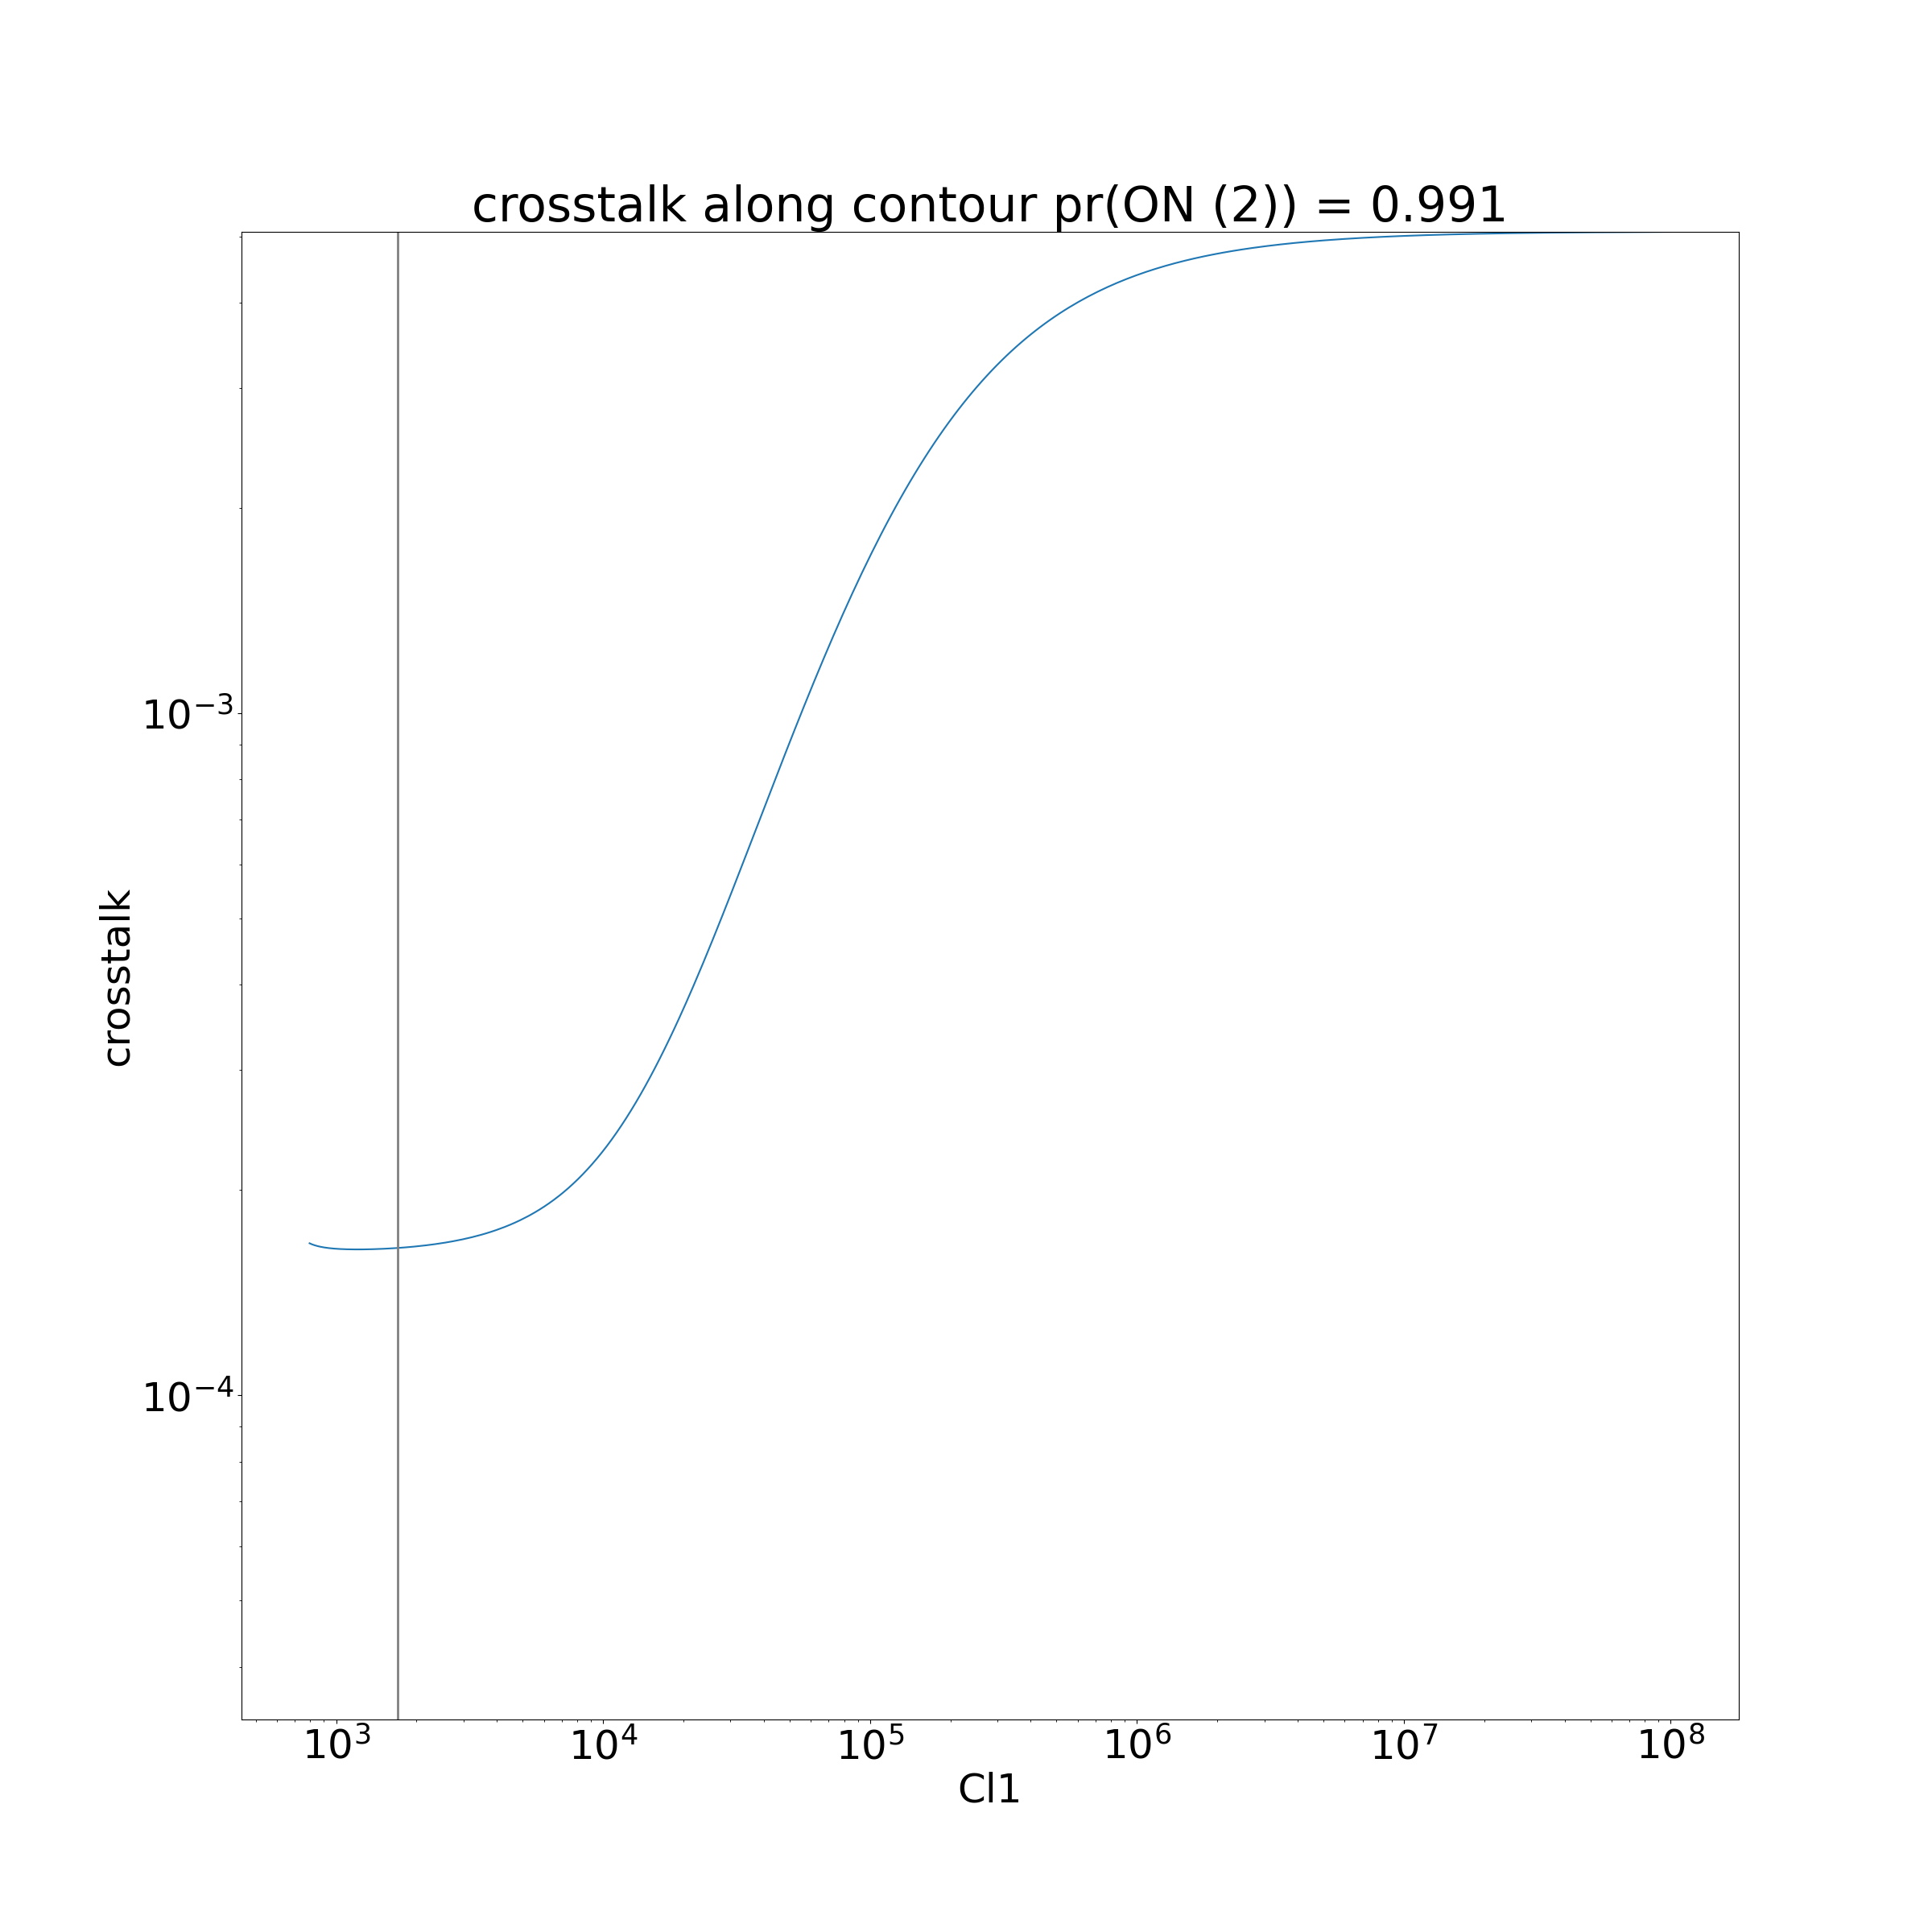 crosstalk along contour pr(ON (2)) = 0.991
10⁻³
10⁻⁴
crosstalk
10³ 10⁴ 10⁵ 10⁶ 10⁷ 10⁸
Cl1